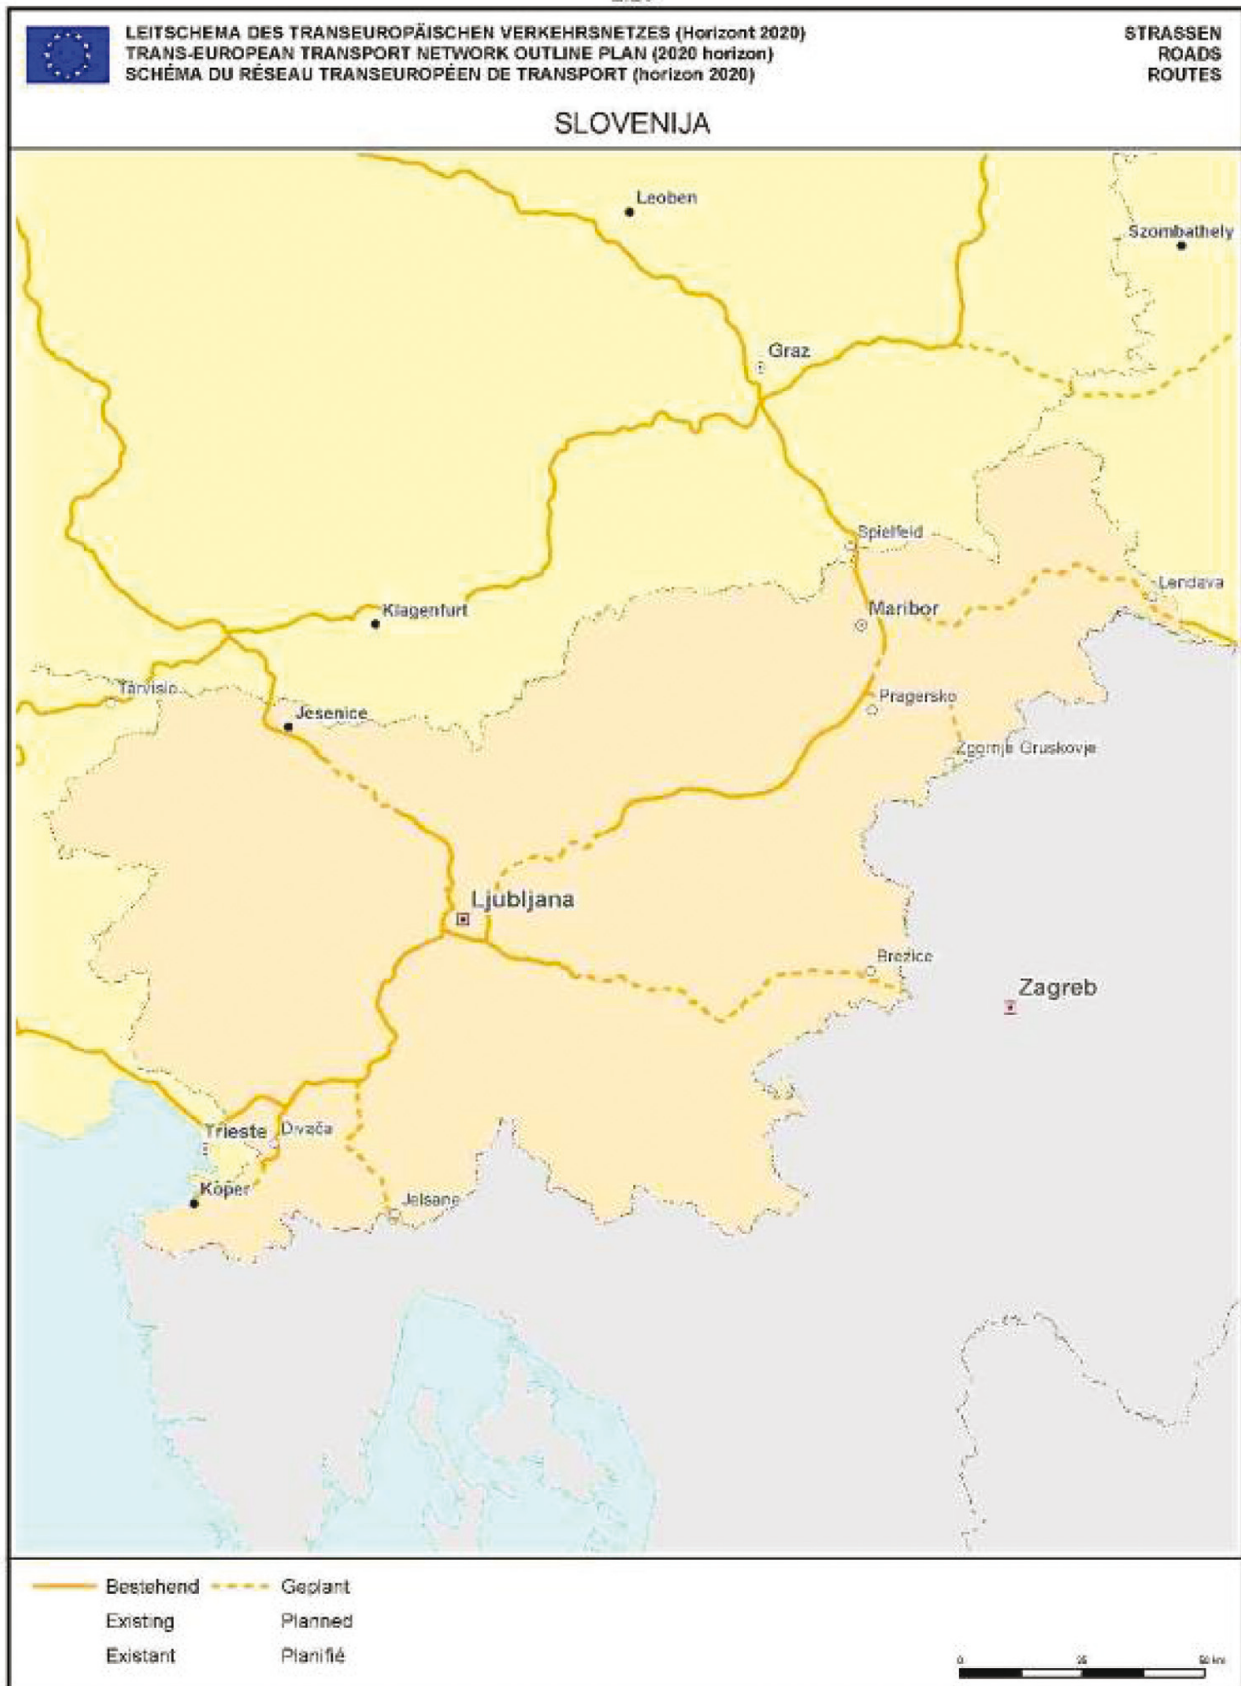 LEITSCHEMA DES TRANSEUROPÄISCHEN VERKEHRSNETZES (Horizont 2020)
TRANS-EUROPEAN TRANSPORT NETWORK OUTLINE PLAN (2020 horizon)
SCHÉMA DU RÉSEAU TRANSEUROPÉEN DE TRANSPORT (horizon 2020)
STRASSEN
ROADS
ROUTES
SLOVENIJA
Leoben
Szombathely
Graz
Spielfeld
Lendava
Klagenfurt
Maribor
Tarvisio
Pragersko
Jesenice
Zgornje Gruskovje
Ljubljana
Brežice
Zagreb
Trieste
Divača
Koper
Jelsane
Bestehend
Geplant
Existing
Planned
Existant
Planifié
0
25
50 km